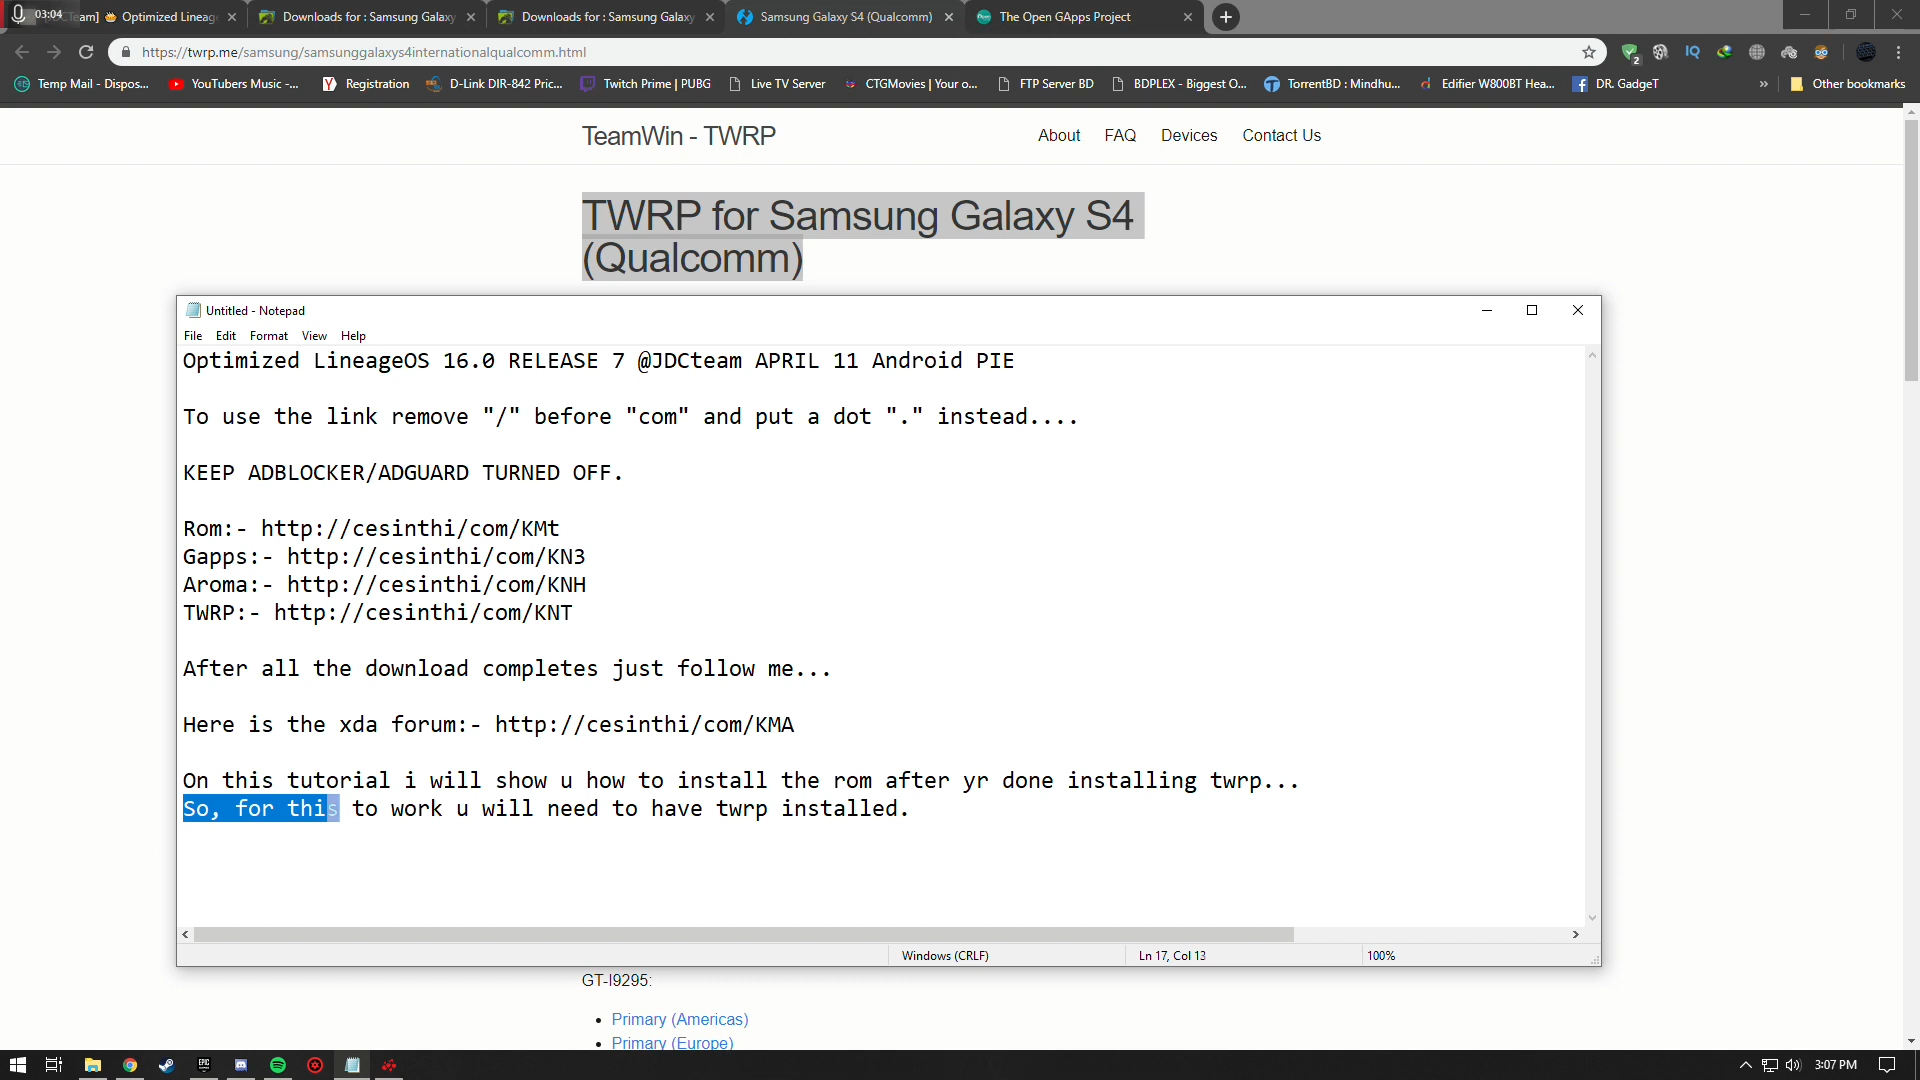 03:04
Team]
Optimized Lineag
Downloads for : Samsung Galaxy
Downloads for : Samsung Galaxy
Samsung Galaxy S4 (Qualcomm)
The Open GApps Project
https://twrp.me/samsung/samsunggalaxys4internationalqualcomm.html
2
IQ
Temp Mail - Dispos...
YouTubers Music -...
Registration
D-Link DIR-842 Pric...
Twitch Prime | PUBG
Live TV Server
CTGMovies | Your o...
FTP Server BD
BDPLEX - Biggest O...
TorrentBD : Mindhu...
Edifier W800BT Hea...
DR. GadgeT
»
Other bookmarks
TeamWin - TWRP
About
FAQ
Devices
Contact Us
TWRP for Samsung Galaxy S4
(Qualcomm)
Untitled - Notepad
File Edit Format View Help
Optimized LineageOS 16.0 RELEASE 7 @JDCteam APRIL 11 Android PIE
To use the link remove "/" before "com" and put a dot "." instead....
KEEP ADBLOCKER/ADGUARD TURNED OFF.
Rom:- http://cesinthi/com/KMt
Gapps:- http://cesinthi/com/KN3
Aroma:- http://cesinthi/com/KNH
TWRP:- http://cesinthi/com/KNT
After all the download completes just follow me...
Here is the xda forum:- http://cesinthi/com/KMA
On this tutorial i will show u how to install the rom after yr done installing twrp...
So, for this to work u will need to have twrp installed.
Windows (CRLF)
Ln 17, Col 13
100%
GT-I9295:
Primary (Americas)
Primary (Europe)
EPIC
3:07 PM